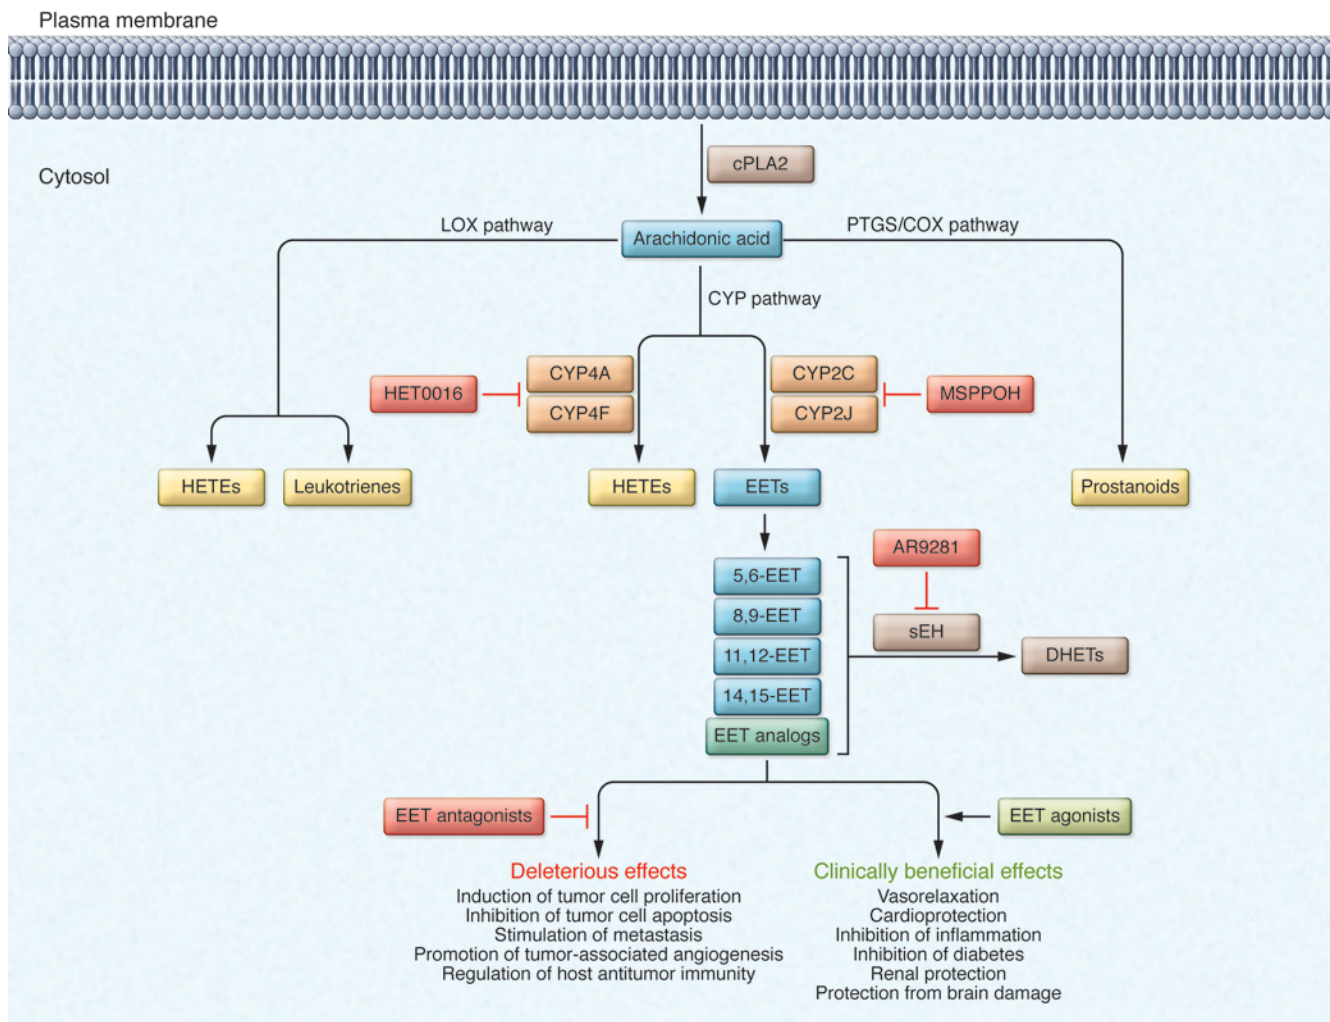 Plasma membrane
Cytosol
cPLA2
LOX pathway
Arachidonic acid
PTGS/COX pathway
CYP pathway
CYP4A
CYP2C
HET0016
MSPPOH
CYP4F
CYP2J
HETEs
Leukotrienes
HETEs
EETs
Prostanoids
AR9281
5,6-EET
8,9-EET
sEH
11,12-EET
DHETs
14,15-EET
EET analogs
EET antagonists
EET agonists
Deleterious effects
Induction of tumor cell proliferation
Inhibition of tumor cell apoptosis
Stimulation of metastasis
Promotion of tumor-associated angiogenesis
Regulation of host antitumor immunity
Clinically beneficial effects
Vasorelaxation
Cardioprotection
Inhibition of inflammation
Inhibition of diabetes
Renal protection
Protection from brain damage